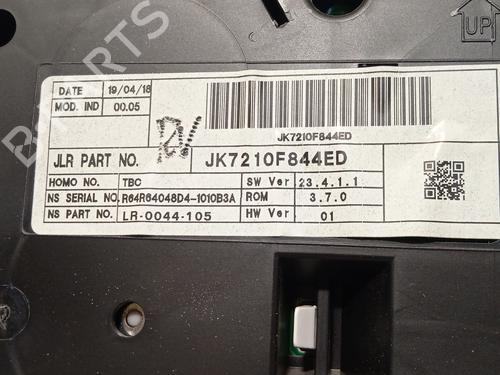 UP
DATE 19/04/18
MOD. IND 00.05
JK7210F844ED
JLR PART NO. JK7210F844ED
HOMO NO. TBC SW Ver 23.4.1.1
NS SERIAL NO. R64R64048D4-1010B3A ROM 3.7.0
NS PART NO. LR-0044-105 HW Ver 01